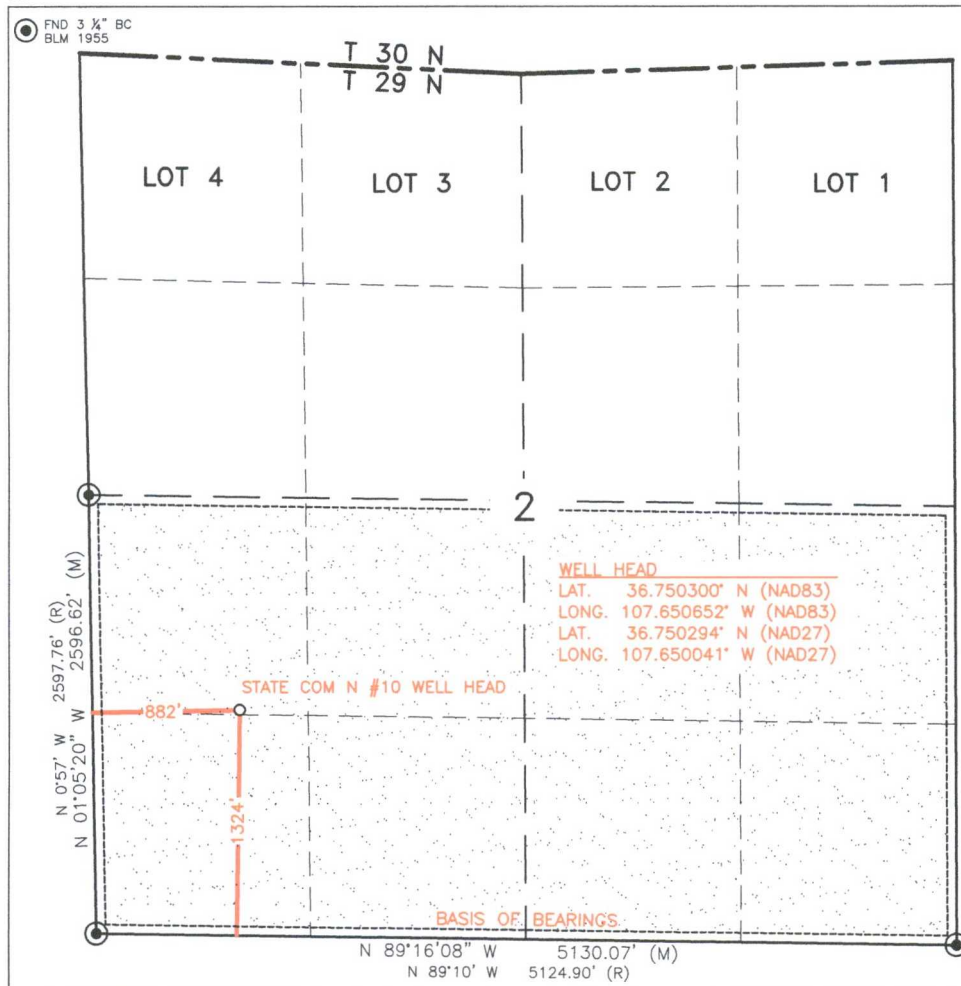 FND 3 ¼" BC
BLM 1955
T 30 N
T 29 N
LOT 4
LOT 3
LOT 2
LOT 1
2
WELL HEAD
LAT. 36.750300° N (NAD83)
LONG. 107.650652° W (NAD83)
LAT. 36.750294° N (NAD27)
LONG. 107.650041° W (NAD27)
N 0°57' W 2597.76' (R)
N 01°05'20" W 2596.62' (M)
STATE COM N #10 WELL HEAD
882'
1324'
BASIS OF BEARINGS
N 89°16'08" W 5130.07' (M)
N 89°10' W 5124.90' (R)